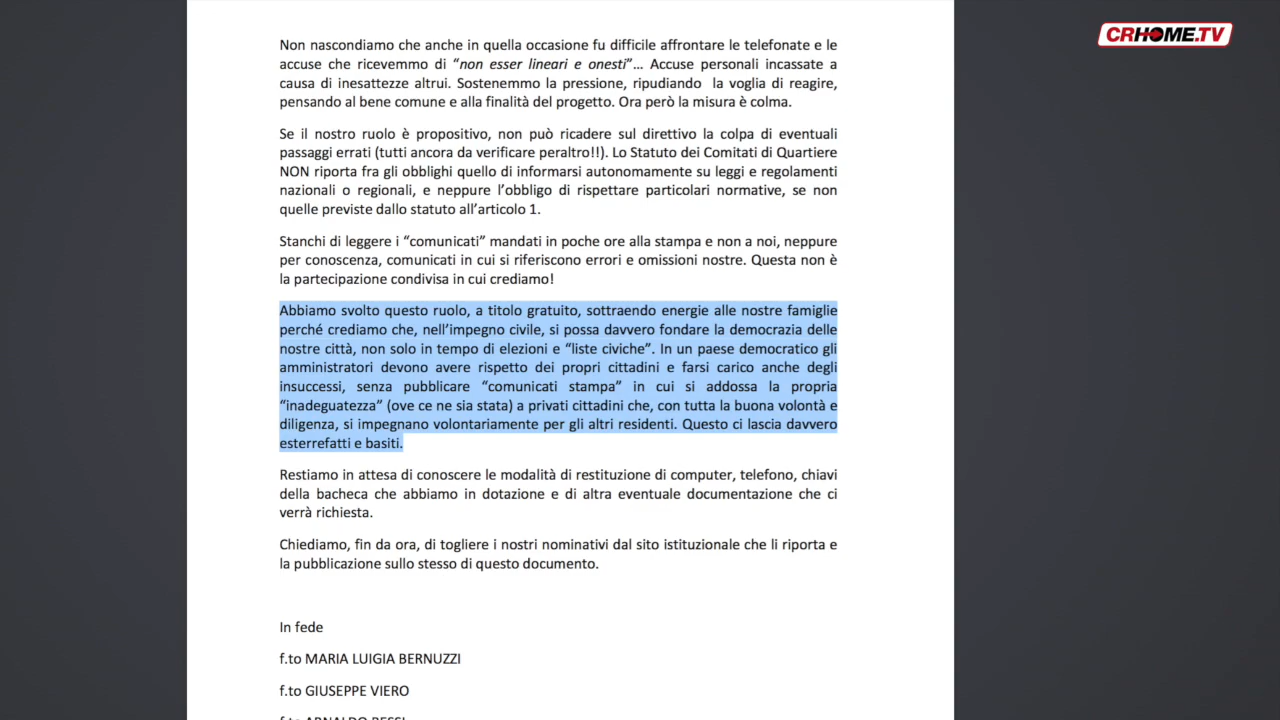 CRHOME.TV
Non nascondiamo che anche in quella occasione fu difficile affrontare le telefonate e le
accuse che ricevemmo di “non esser lineari e onesti”… Accuse personali incassate a
causa di inesattezze altrui. Sostenemmo la pressione, ripudiando la voglia di reagire,
pensando al bene comune e alla finalità del progetto. Ora però la misura è colma.
Se il nostro ruolo è propositivo, non può ricadere sul direttivo la colpa di eventuali
passaggi errati (tutti ancora da verificare peraltro!!). Lo Statuto dei Comitati di Quartiere
NON riporta fra gli obblighi quello di informarsi autonomamente su leggi e regolamenti
nazionali o regionali, e neppure l’obbligo di rispettare particolari normative, se non
quelle previste dallo statuto all’articolo 1.
Stanchi di leggere i “comunicati” mandati in poche ore alla stampa e non a noi, neppure
per conoscenza, comunicati in cui si riferiscono errori e omissioni nostre. Questa non è
la partecipazione condivisa in cui crediamo!
Abbiamo svolto questo ruolo, a titolo gratuito, sottraendo energie alle nostre famiglie
perché crediamo che, nell’impegno civile, si possa davvero fondare la democrazia delle
nostre città, non solo in tempo di elezioni e “liste civiche”. In un paese democratico gli
amministratori devono avere rispetto dei propri cittadini e farsi carico anche degli
insuccessi, senza pubblicare “comunicati stampa” in cui si addossa la propria
“inadeguatezza” (ove ce ne sia stata) a privati cittadini che, con tutta la buona volontà e
diligenza, si impegnano volontariamente per gli altri residenti. Questo ci lascia davvero
esterrefatti e basiti.
Restiamo in attesa di conoscere le modalità di restituzione di computer, telefono, chiavi
della bacheca che abbiamo in dotazione e di altra eventuale documentazione che ci
verrà richiesta.
Chiediamo, fin da ora, di togliere i nostri nominativi dal sito istituzionale che li riporta e
la pubblicazione sullo stesso di questo documento.
In fede
f.to MARIA LUIGIA BERNUZZI
f.to GIUSEPPE VIERO
f.to ARNALDO